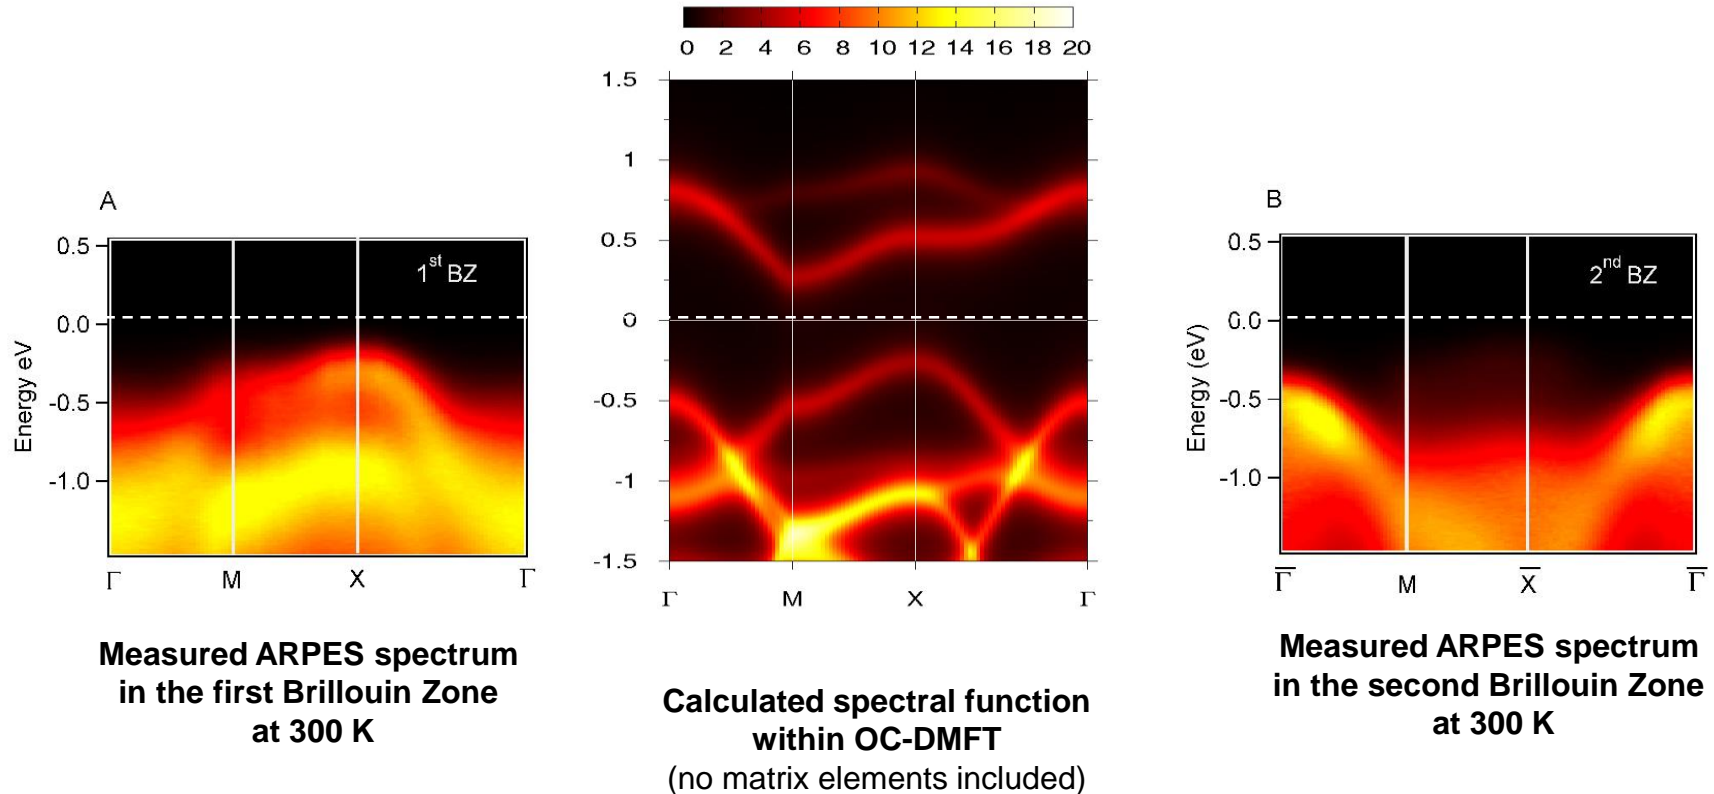 0 2 4 6 8 10 12 14 16 18 20
A
Energy eV
0.5
0.0
-0.5
-1.0
1st BZ
Γ M X Γ
Measured ARPES spectrum
in the first Brillouin Zone
at 300 K
1.5
1
0.5
0
-0.5
-1
-1.5
Γ M X Γ
Calculated spectral function
within OC-DMFT
(no matrix elements included)
B
Energy (eV)
0.5
0.0
-0.5
-1.0
2nd BZ
Γ̅ M X̅ Γ̅
Measured ARPES spectrum
in the second Brillouin Zone
at 300 K